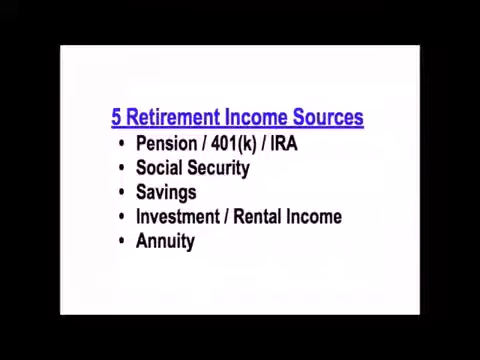 5 Retirement Income Sources
• Pension / 401(k) / IRA
• Social Security
• Savings
• Investment / Rental Income
• Annuity